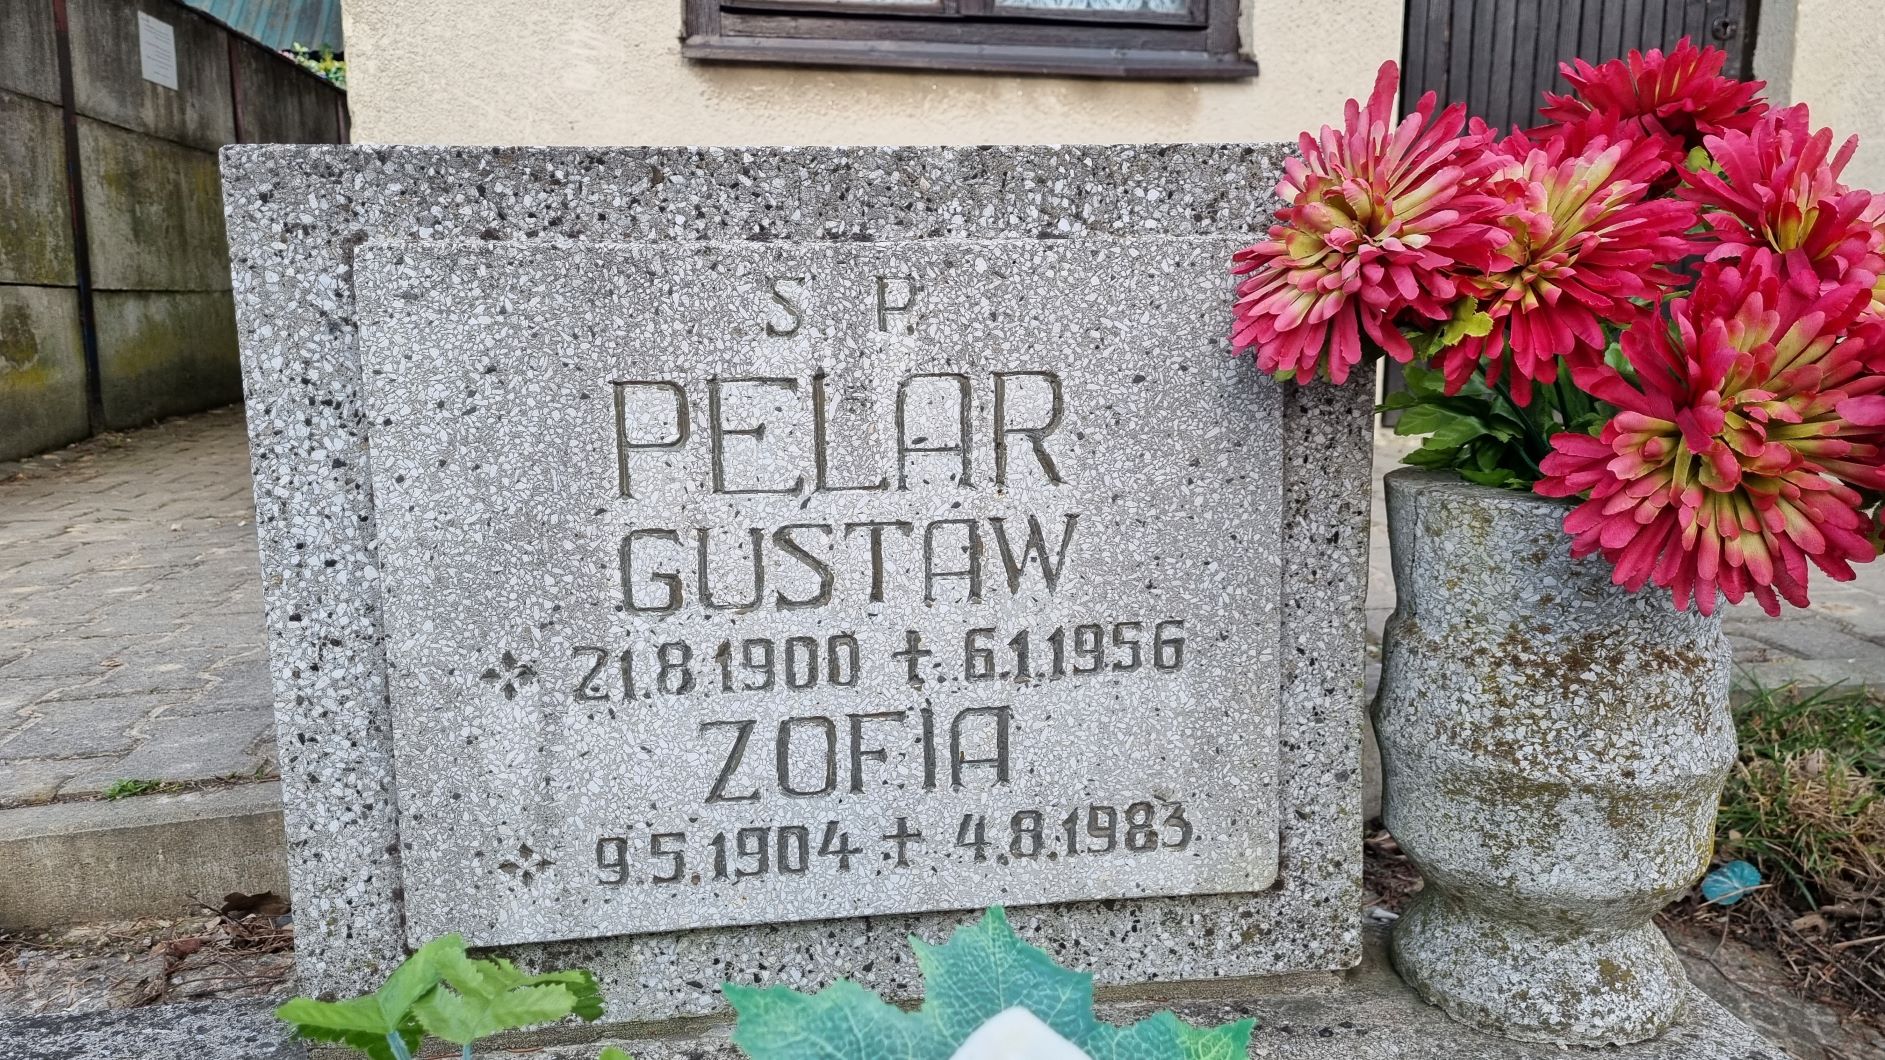 S P
PELAR
GUSTAW
21.8.1900 † 6.1.1956
ZOFIA
9.5.1904 † 4.8.1983